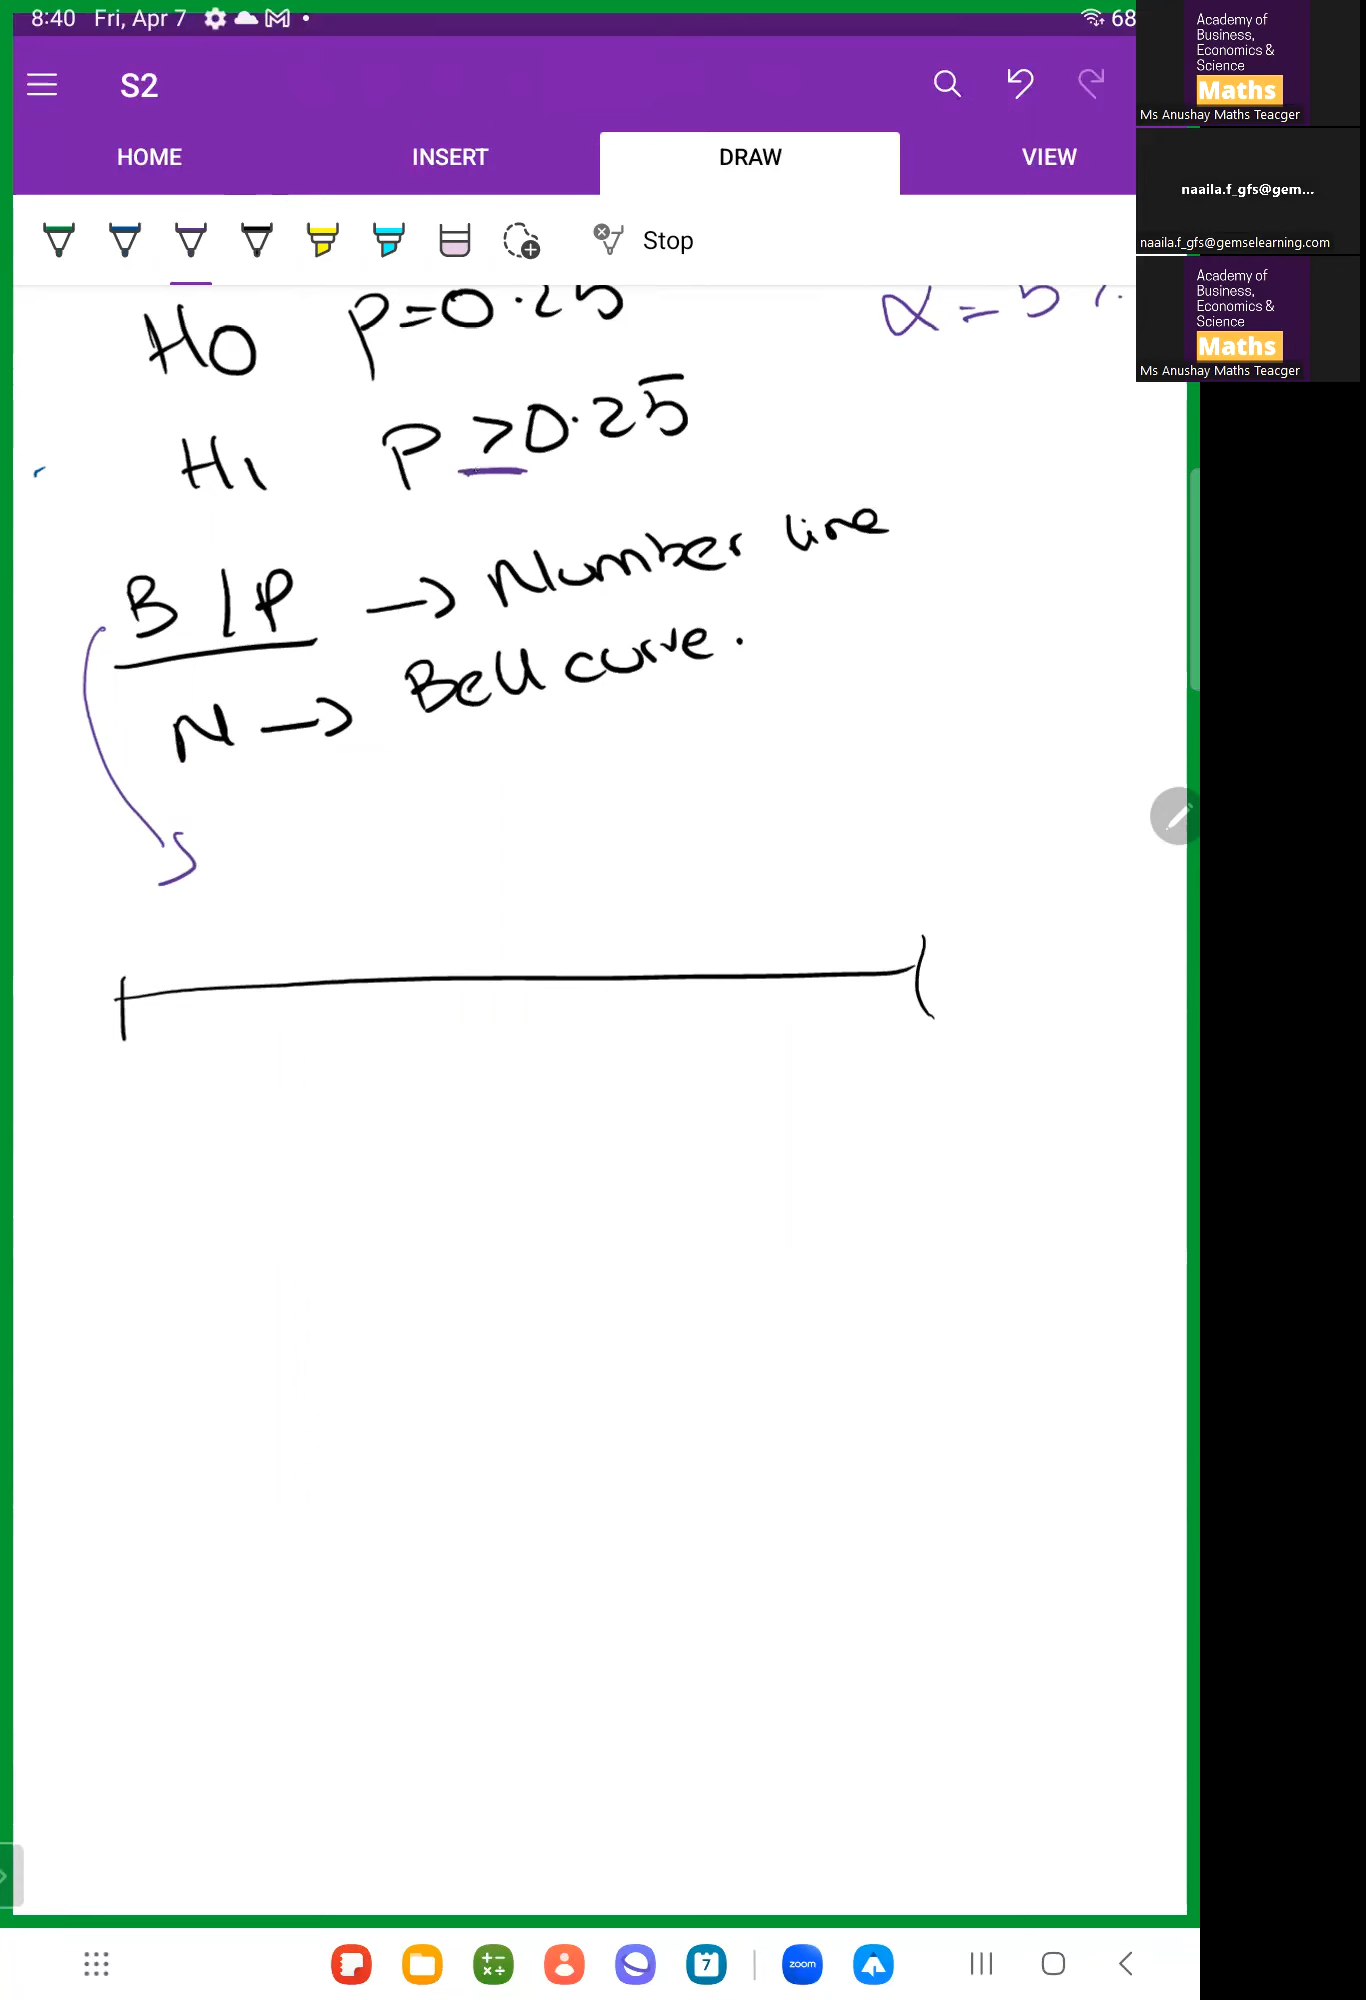 8:40 Fri, Apr 7
68
S2
HOME INSERT DRAW VIEW
Stop
H0 P=0.25
α = 5%
H1 P >0.25
B / P → Number line
N → Bell curve.
Academy of
Business,
Economics &
Science
Maths
Ms Anushay Maths Teacger
naaila.f_gfs@gem...
naaila.f_gfs@gemselearning.com
Academy of
Business,
Economics &
Science
Maths
Ms Anushay Maths Teacger
7
zoom